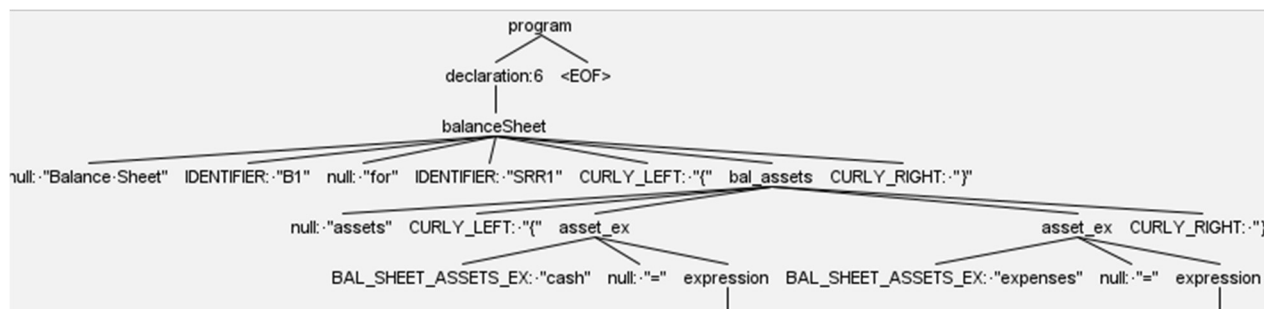 program
declaration:6 <EOF>
balanceSheet
null:·"Balance·Sheet" IDENTIFIER:·"B1" null:·"for" IDENTIFIER:·"SRR1" CURLY_LEFT:·"{" bal_assets CURLY_RIGHT:·"}"
null:·"assets" CURLY_LEFT:·"{" asset_ex asset_ex CURLY_RIGHT:·"}
BAL_SHEET_ASSETS_EX:·"cash" null:·"=" expression BAL_SHEET_ASSETS_EX:·"expenses" null:·"=" expression